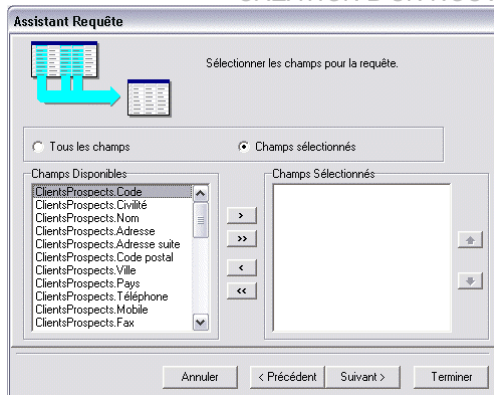 Assistant Requête
Sélectionner les champs pour la requête.
Tous les champs
Champs sélectionnés
Champs Disponibles
Champs Sélectionnés
ClientsProspects.Code
ClientsProspects.Civilité
ClientsProspects.Nom
ClientsProspects.Adresse
ClientsProspects.Adresse suite
ClientsProspects.Code postal
ClientsProspects.Ville
ClientsProspects.Pays
ClientsProspects.Téléphone
ClientsProspects.Mobile
ClientsProspects.Fax
>
>>
<
<<
Annuler
< Précédent
Suivant >
Terminer